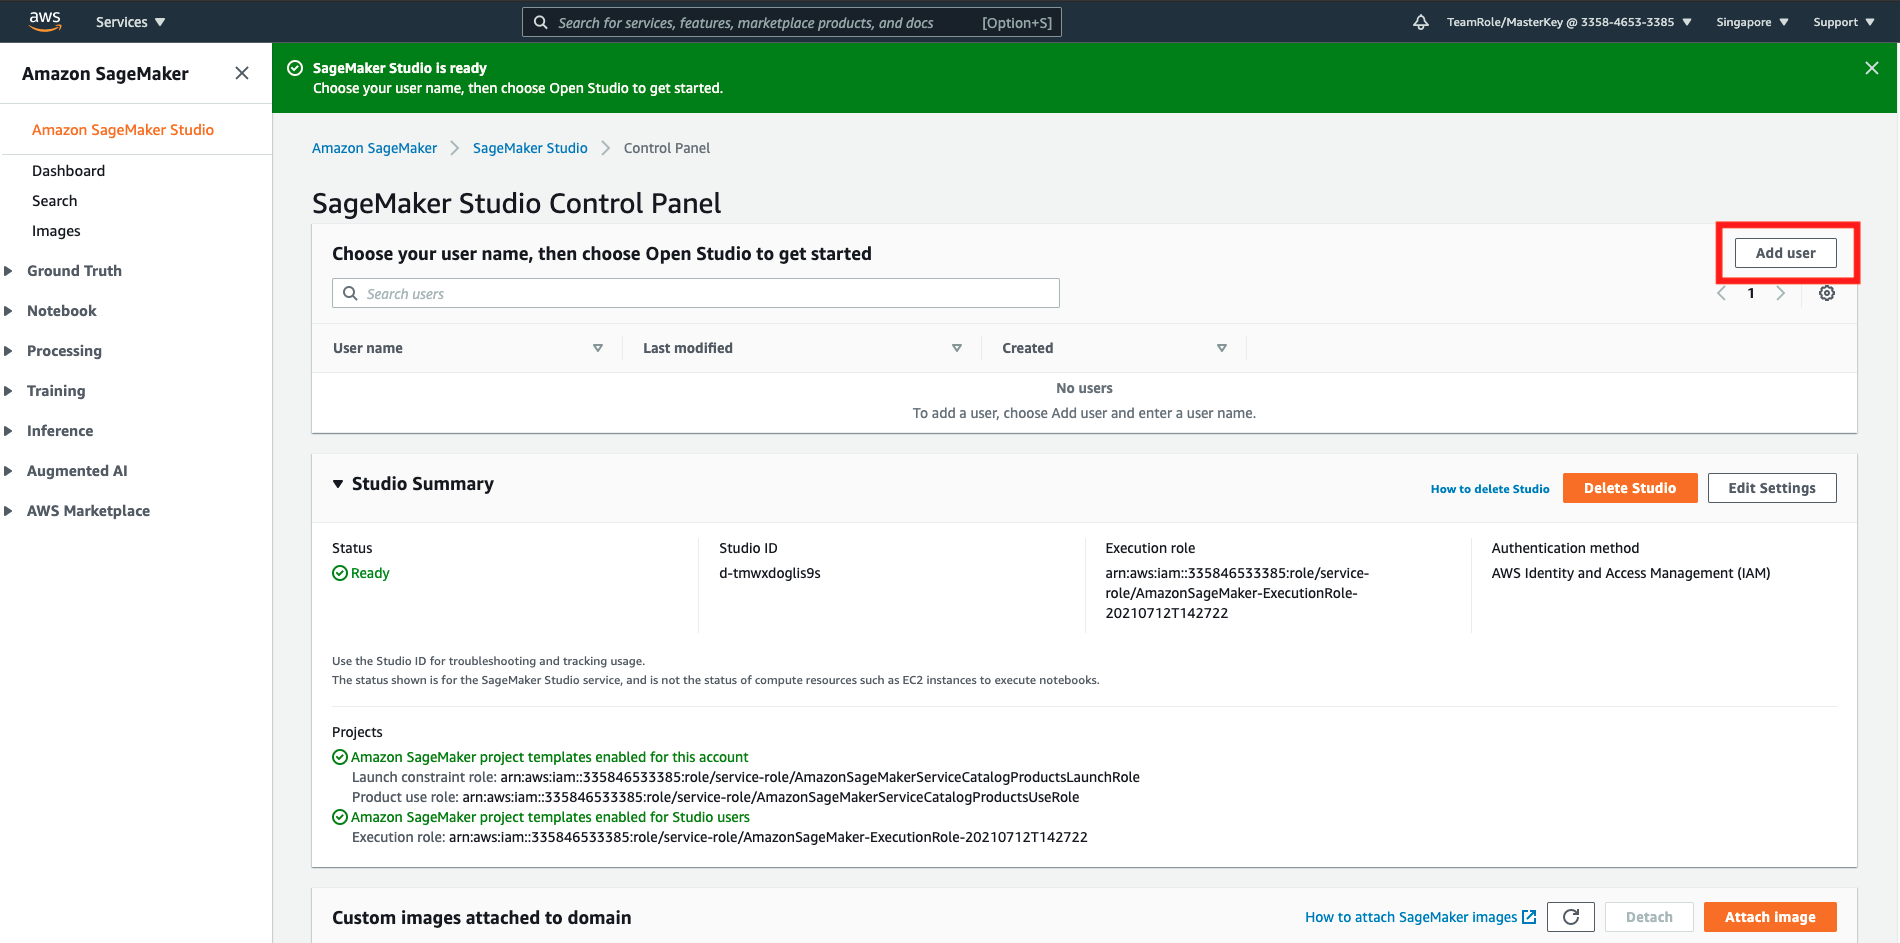 aws
Services
Search for services, features, marketplace products, and docs
[Option+S]
TeamRole/MasterKey @ 3358-4653-3385
Singapore
Support
Amazon SageMaker
Amazon SageMaker Studio
Dashboard
Search
Images
Ground Truth
Notebook
Processing
Training
Inference
Augmented AI
AWS Marketplace
SageMaker Studio is ready
Choose your user name, then choose Open Studio to get started.
Amazon SageMaker
SageMaker Studio
Control Panel
SageMaker Studio Control Panel
Choose your user name, then choose Open Studio to get started
Add user
Search users
1
User name
Last modified
Created
No users
To add a user, choose Add user and enter a user name.
Studio Summary
How to delete Studio
Delete Studio
Edit Settings
Status
Ready
Studio ID
d-tmwxdoglis9s
Execution role
arn:aws:iam::335846533385:role/service-
role/AmazonSageMaker-ExecutionRole-
20210712T142722
Authentication method
AWS Identity and Access Management (IAM)
Use the Studio ID for troubleshooting and tracking usage.
The status shown is for the SageMaker Studio service, and is not the status of compute resources such as EC2 instances to execute notebooks.
Projects
Amazon SageMaker project templates enabled for this account
Launch constraint role: arn:aws:iam::335846533385:role/service-role/AmazonSageMakerServiceCatalogProductsLaunchRole
Product use role: arn:aws:iam::335846533385:role/service-role/AmazonSageMakerServiceCatalogProductsUseRole
Amazon SageMaker project templates enabled for Studio users
Execution role: arn:aws:iam::335846533385:role/service-role/AmazonSageMaker-ExecutionRole-20210712T142722
Custom images attached to domain
How to attach SageMaker images
Detach
Attach image